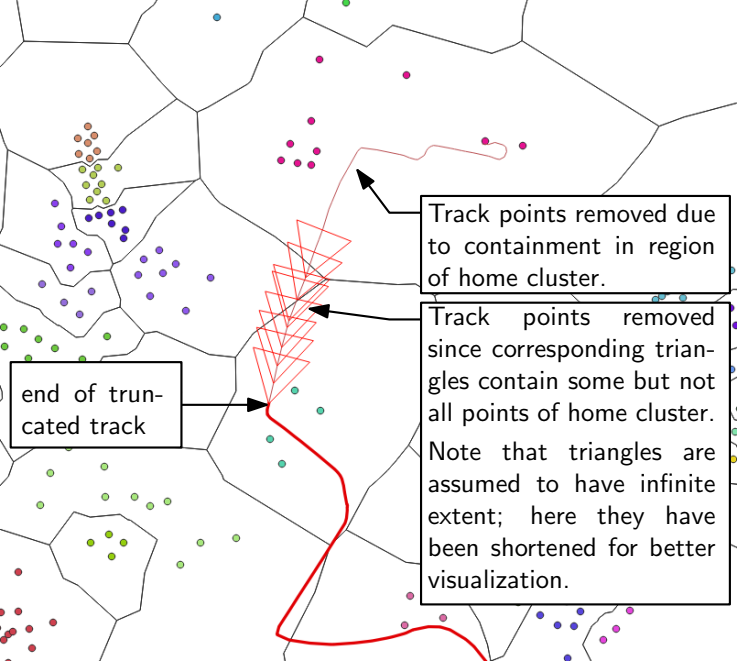 Track points removed due
to containment in region
of home cluster.
Track points removed
since corresponding trian-
gles contain some but not
all points of home cluster.
Note that triangles are
assumed to have infinite
extent; here they have
been shortened for better
visualization.
end of trun-
cated track